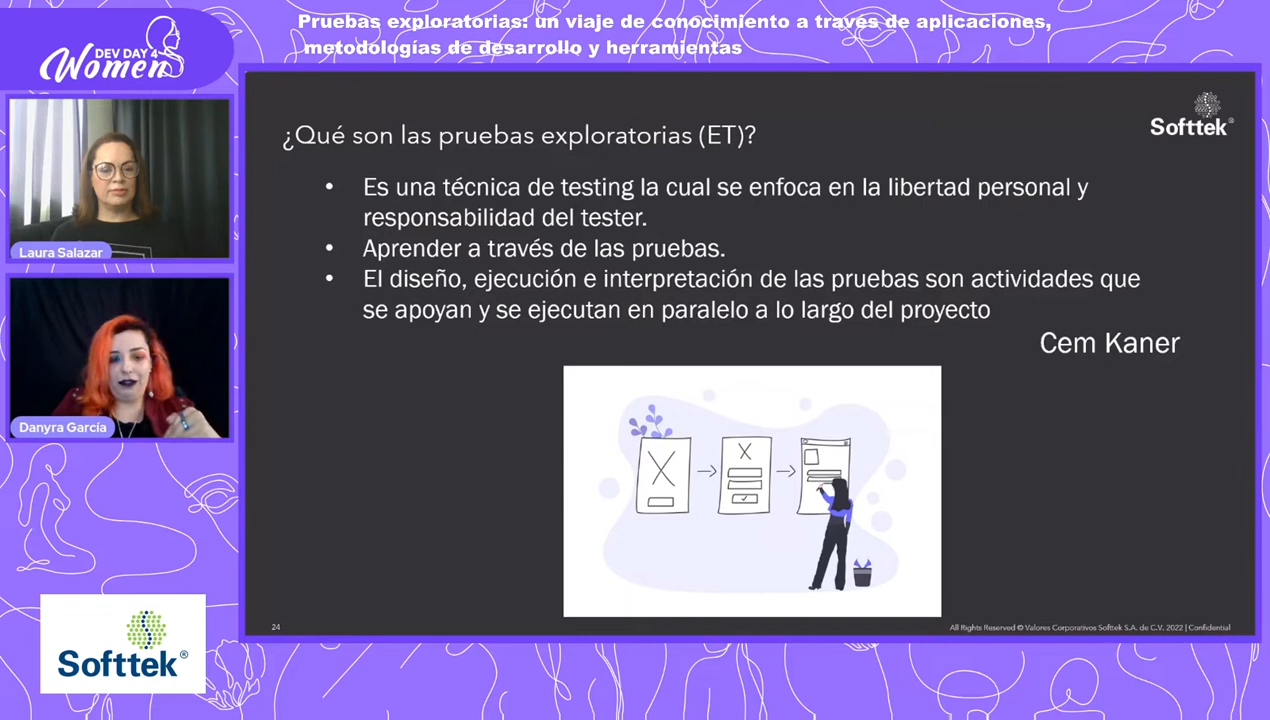 Pruebas exploratorias: un viaje de conocimiento a través de aplicaciones,
metodologías de desarrollo y herramientas
DEV DAY 4
Women
Laura Salazar
Danyra García
Softtek®
Softtek®
¿Qué son las pruebas exploratorias (ET)?
• Es una técnica de testing la cual se enfoca en la libertad personal y
responsabilidad del tester.
• Aprender a través de las pruebas.
• El diseño, ejecución e interpretación de las pruebas son actividades que
se apoyan y se ejecutan en paralelo a lo largo del proyecto
Cem Kaner
24
All Rights Reserved © Valores Corporativos Softtek S.A. de C.V. 2022 | Confidential